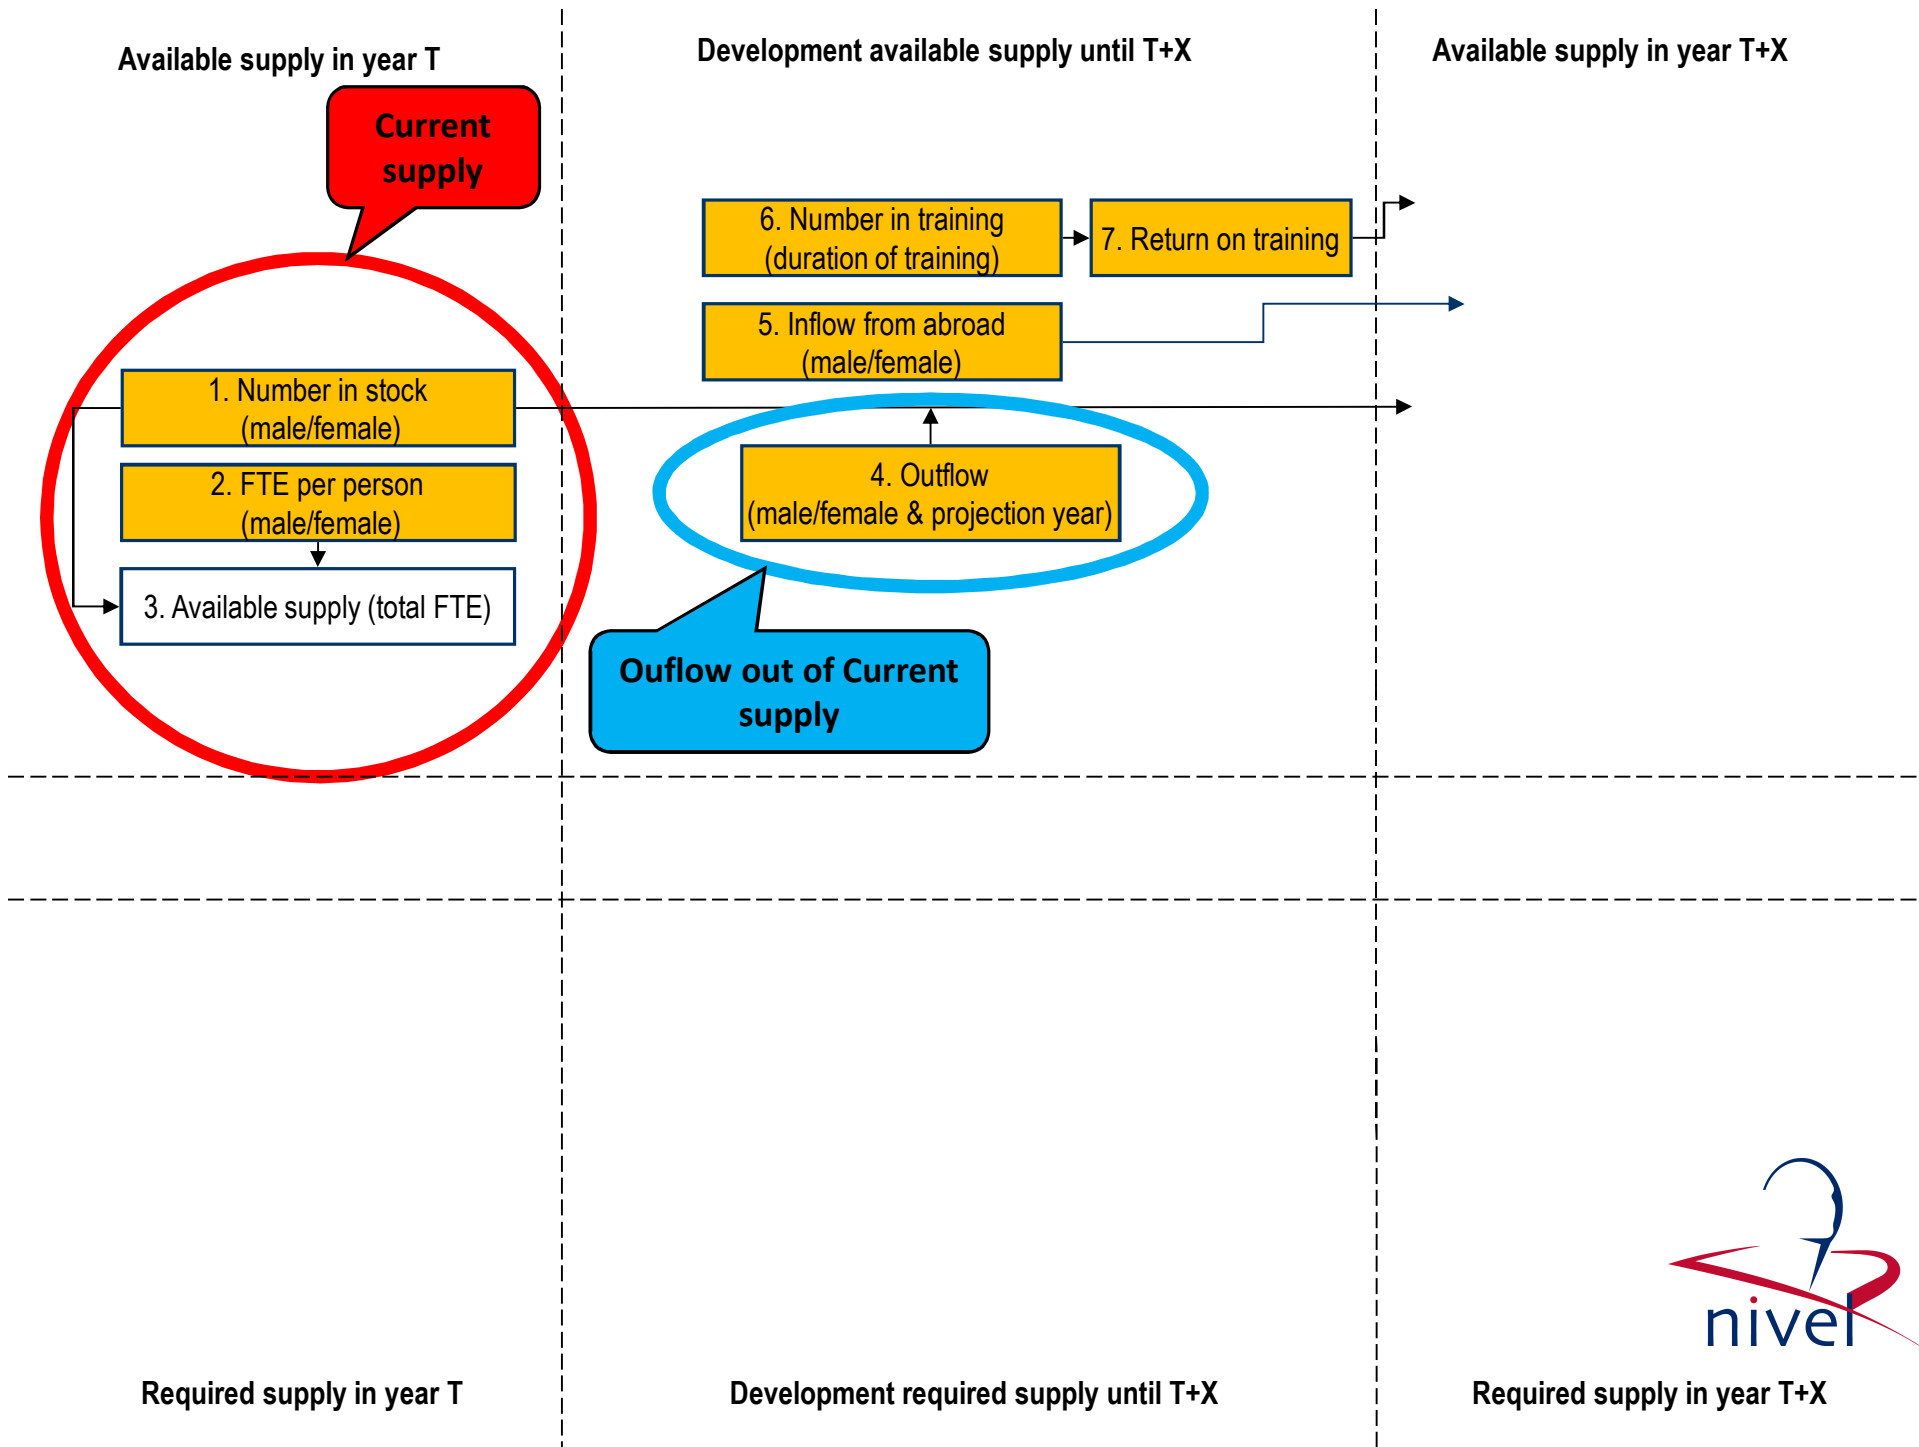 Available supply in year T
Development available supply until T+X
Available supply in year T+X
Current
supply
6. Number in training
(duration of training)
7. Return on training
5. Inflow from abroad
(male/female)
1. Number in stock
(male/female)
2. FTE per person
(male/female)
3. Available supply (total FTE)
4. Outflow
(male/female & projection year)
Ouflow out of Current
supply
nivel
Required supply in year T
Development required supply until T+X
Required supply in year T+X